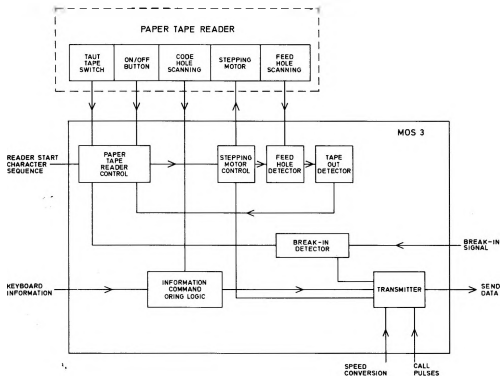 PAPER TAPE READER
TAUT
TAPE
SWITCH
ON/OFF
BUTTON
CODE
HOLE
SCANNING
STEPPING
MOTOR
FEED
HOLE
SCANNING
MOS 3
READER START
CHARACTER
SEQUENCE
PAPER
TAPE
READER
CONTROL
STEPPING
MOTOR
CONTROL
FEED
HOLE
DETECTOR
TAPE
OUT
DETECTOR
BREAK-IN
DETECTOR
BREAK-IN
SIGNAL
KEYBOARD
INFORMATION
INFORMATION
COMMAND
ORING LOGIC
TRANSMITTER
SEND
DATA
SPEED
CONVERSION
CALL
PULSES